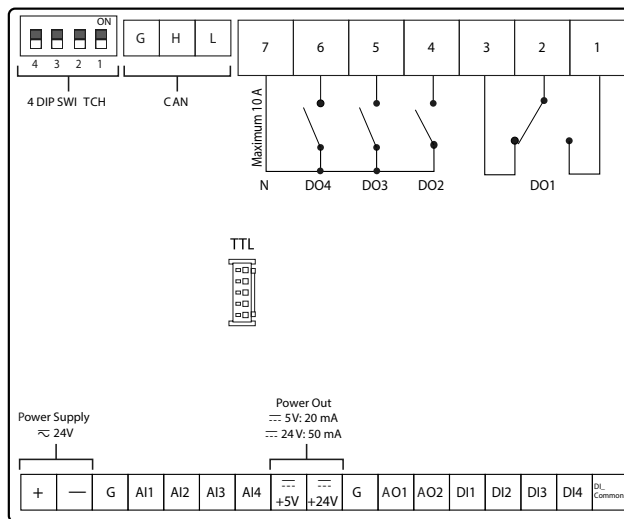 ON
4 3 2 1
4 DIP SWI TCH
G H L
CAN
7 6 5 4 3 2 1
Maximum 10 A
N DO4 DO3 DO2 DO1
TTL
Power Supply
24V
Power Out
5V: 20 mA
24 V: 50 mA
+ — G AI1 AI2 AI3 AI4 +5V +24V G AO1 AO2 DI1 DI2 DI3 DI4 DI_
Common